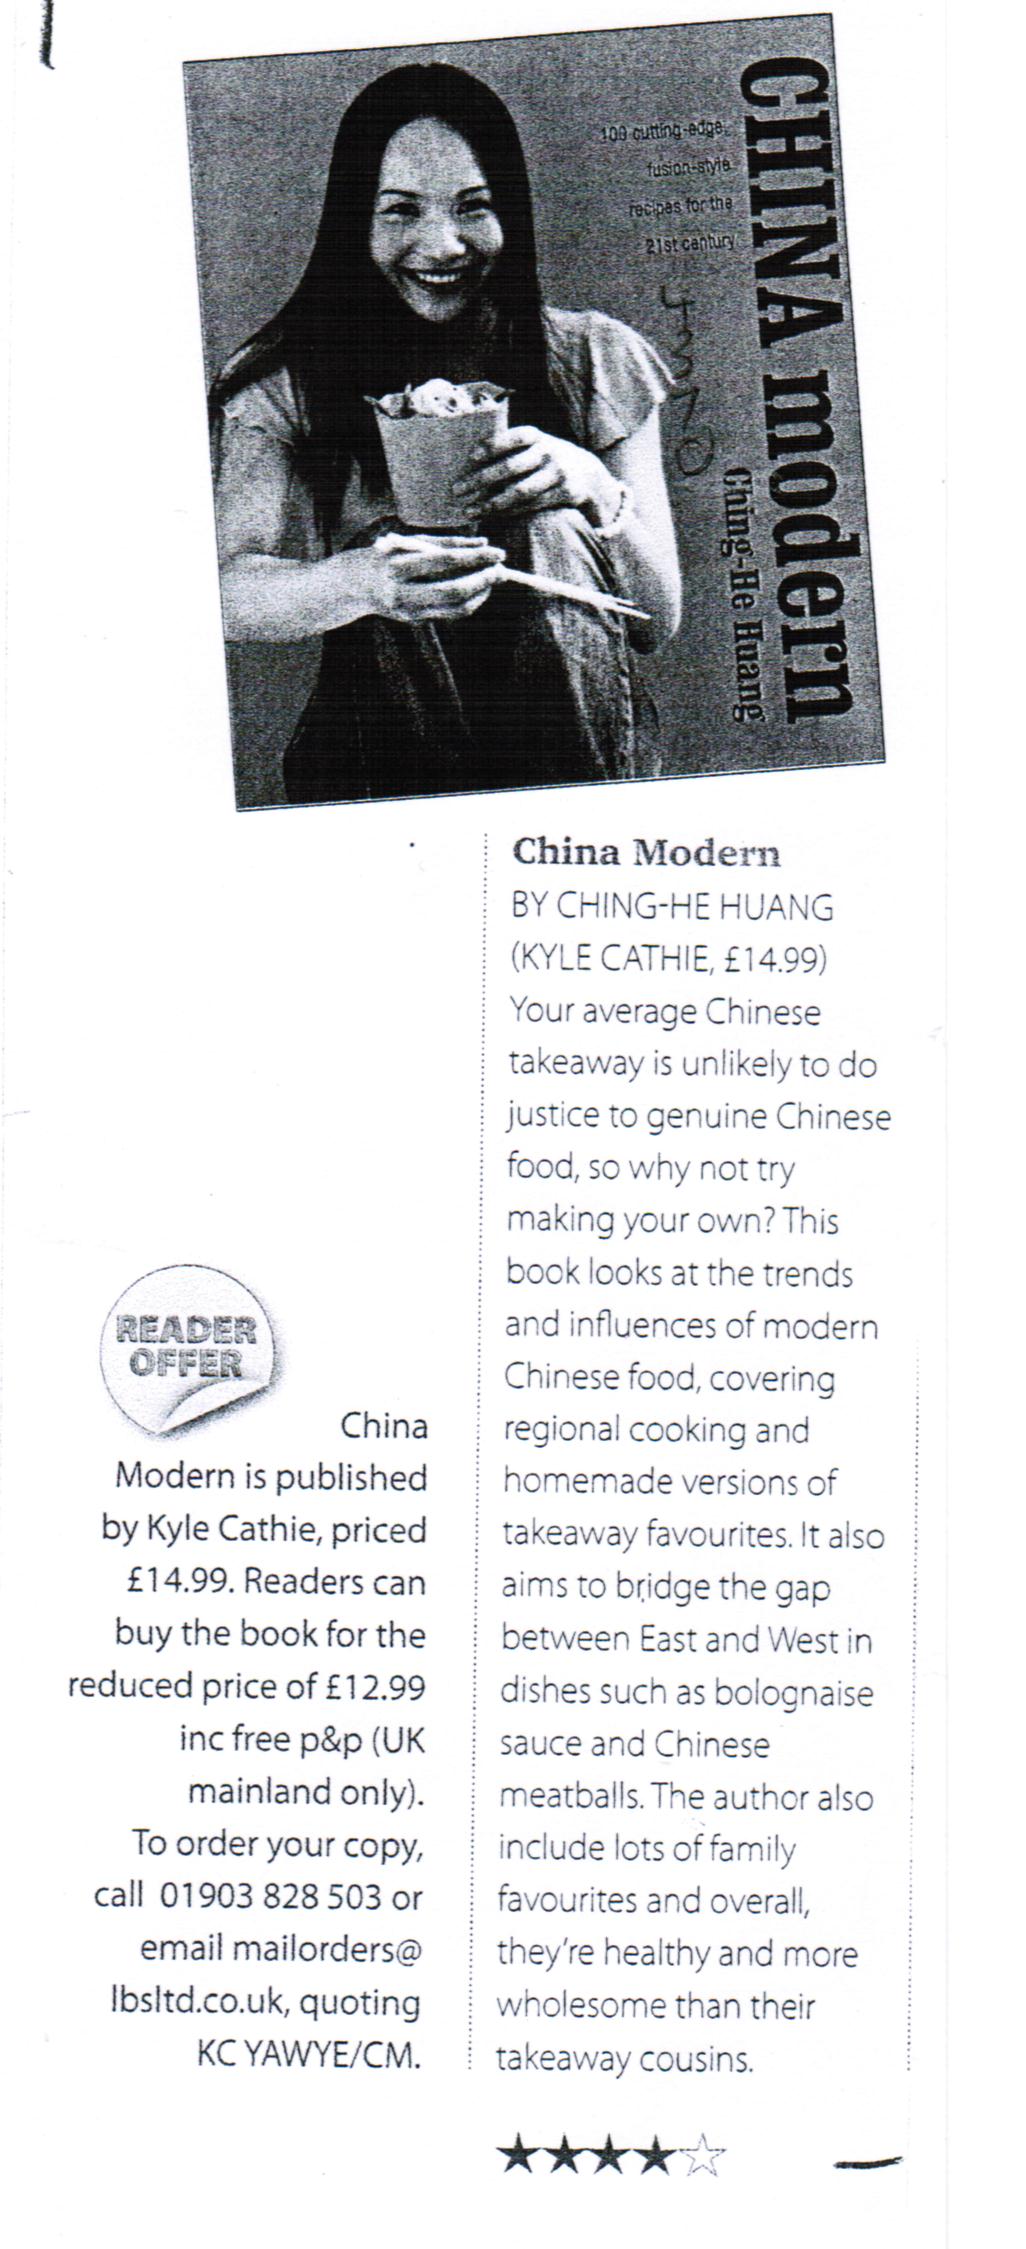 100 cutting-edge,
fusion-style
recipes for the
21st century
CHINA modern
Ching-He Huang
China Modern
BY CHING-HE HUANG
(KYLE CATHIE, £14.99)
Your average Chinese
takeaway is unlikely to do
justice to genuine Chinese
food, so why not try
making your own? This
book looks at the trends
and influences of modern
Chinese food, covering
regional cooking and
homemade versions of
takeaway favourites. It also
aims to bridge the gap
between East and West in
dishes such as bolognaise
sauce and Chinese
meatballs. The author also
include lots of family
favourites and overall,
they're healthy and more
wholesome than their
takeaway cousins.
READER
OFFER
China
Modern is published
by Kyle Cathie, priced
£14.99. Readers can
buy the book for the
reduced price of £12.99
inc free p&p (UK
mainland only).
To order your copy,
call 01903 828 503 or
email mailorders@
lbsltd.co.uk, quoting
KC YAWYE/CM.